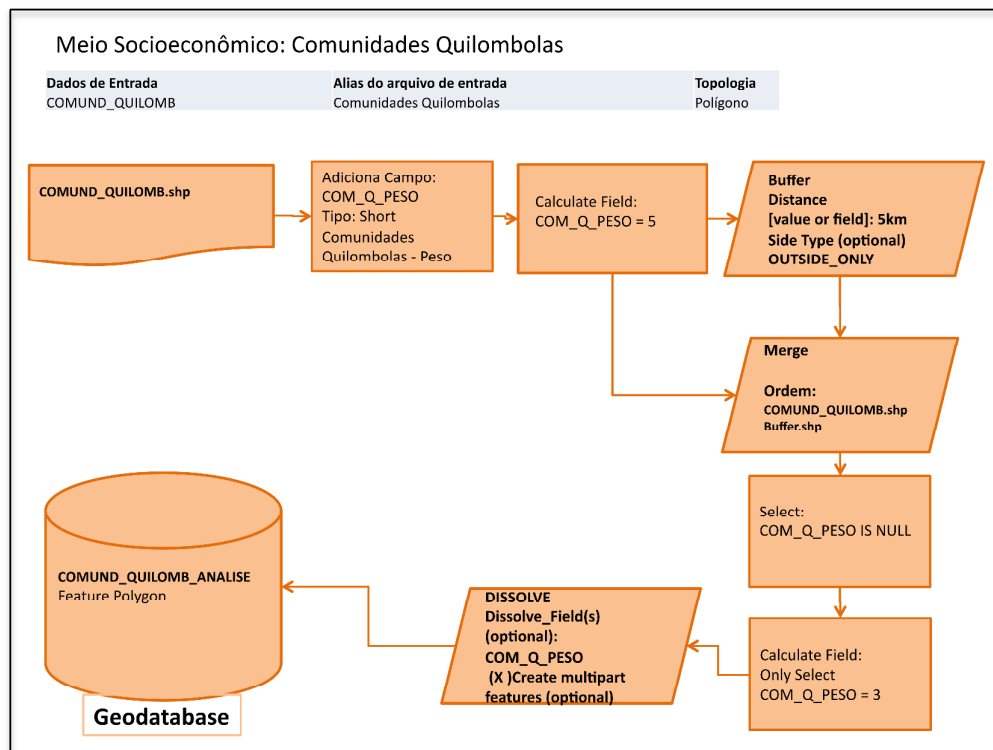 Meio Socioeconômico: Comunidades Quilombolas
Dados de Entrada Alias do arquivo de entrada Topologia
COMUND_QUILOMB Comunidades Quilombolas Polígono
COMUND_QUILOMB.shp
Adiciona Campo:
COM_Q_PESO
Tipo: Short
Comunidades
Quilombolas - Peso
Calculate Field:
COM_Q_PESO = 5
Buffer
Distance
[value or field]: 5km
Side Type (optional)
OUTSIDE_ONLY
Merge
Ordem:
COMUND_QUILOMB.shp
Buffer.shp
Select:
COM_Q_PESO IS NULL
Calculate Field:
Only Select
COM_Q_PESO = 3
DISSOLVE
Dissolve_Field(s)
(optional):
COM_Q_PESO
(X )Create multipart
features (optional)
COMUND_QUILOMB_ANALISE
Feature Polygon
Geodatabase